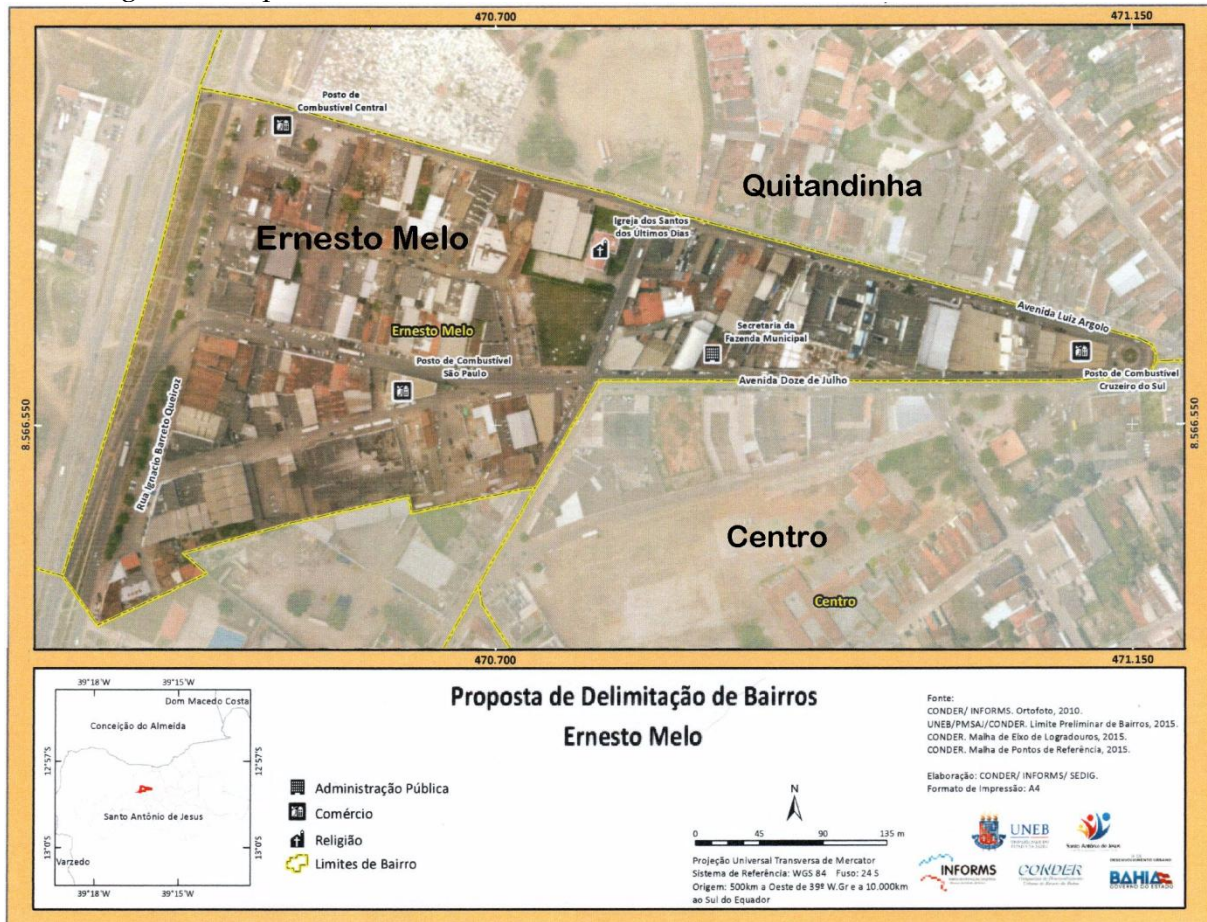 470.700
471.150
Posto de
Combustível Central
Quitandinha
Igreja dos Santos
dos Últimos Dias
Ernesto Melo
Avenida Luiz Argolo
Ernesto Melo
Secretaria da
Fazenda Municipal
Posto de Combustível
São Paulo
Avenida Doze de Julho
Posto de Combustível
Cruzeiro do Sul
Rua Ignacio Barreto Queiroz
8.566.550
8.566.550
Centro
Centro
470.700
471.150
39°18'W
39°15'W
Dom Macedo Costa
Conceição do Almeida
12°57'S
12°57'S
Santo Antônio de Jesus
13°0'S
13°0'S
Varzedo
39°18'W
39°15'W
Proposta de Delimitação de Bairros
Ernesto Melo
Administração Pública
Comércio
Religião
Limites de Bairro
N
0 45 90 135 m
Projeção Universal Transversa de Mercator
Sistema de Referência: WGS 84 Fuso: 24 S
Origem: 500km a Oeste de 39º W.Gr e a 10.000km
ao Sul do Equador
Fonte:
CONDER/ INFORMS. Ortofoto, 2010.
UNEB/PMSAJ/CONDER. Limite Preliminar de Bairros, 2015.
CONDER. Malha de Eixo de Logradouros, 2015.
CONDER. Malha de Pontos de Referência, 2015.
Elaboração: CONDER/ INFORMS/ SEDIG.
Formato de Impressão: A4
UNEB
Santo Antônio de Jesus
INFORMS
CONDER
BAHIA
GOVERNO DO ESTADO